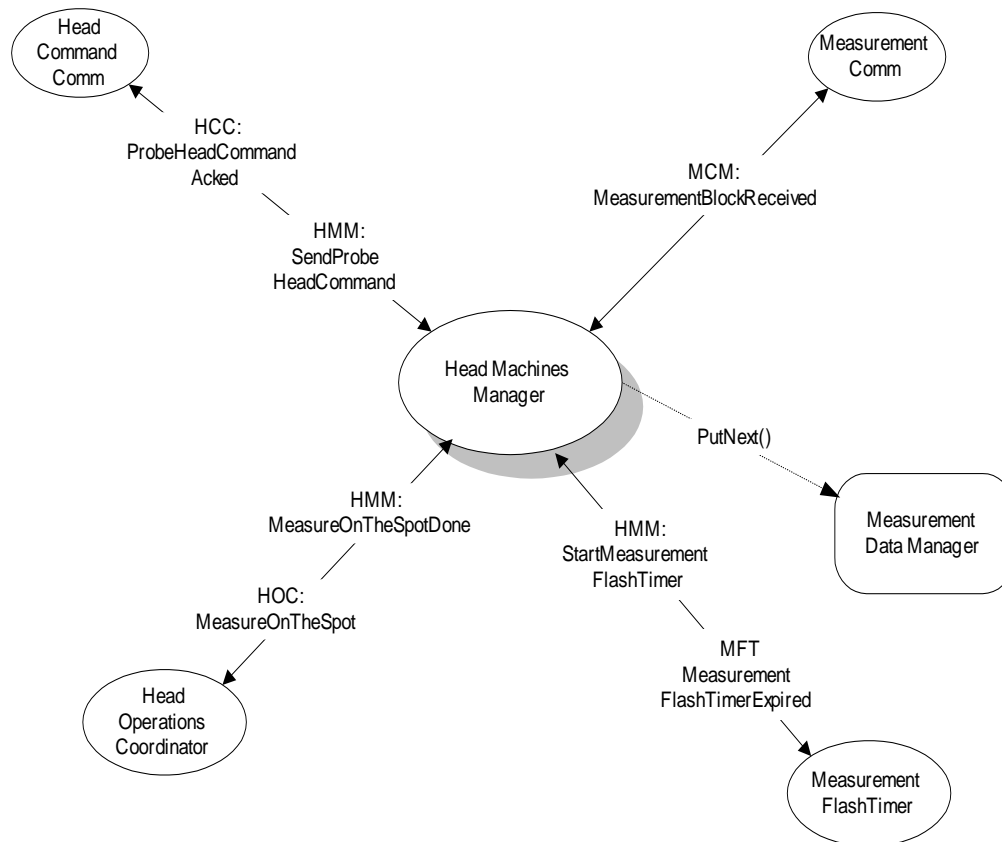 Head
Command
Comm
Measurement
Comm
HCC:
ProbeHeadCommand
Acked
MCM:
MeasurementBlockReceived
HMM:
SendProbe
HeadCommand
Head Machines
Manager
PutNext()
HMM:
MeasureOnTheSpotDone
HMM:
StartMeasurement
FlashTimer
Measurement
Data Manager
HOC:
MeasureOnTheSpot
MFT
Measurement
FlashTimerExpired
Head
Operations
Coordinator
Measurement
FlashTimer